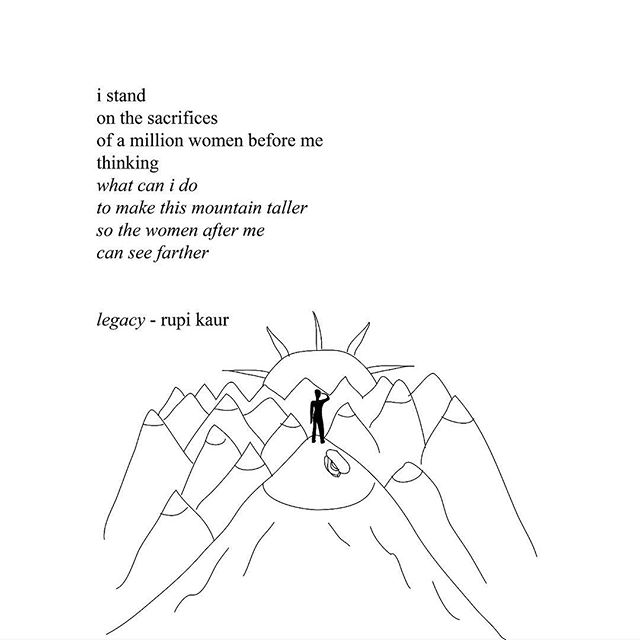 i stand
on the sacrifices
of a million women before me
thinking
what can i do
to make this mountain taller
so the women after me
can see farther
legacy - rupi kaur